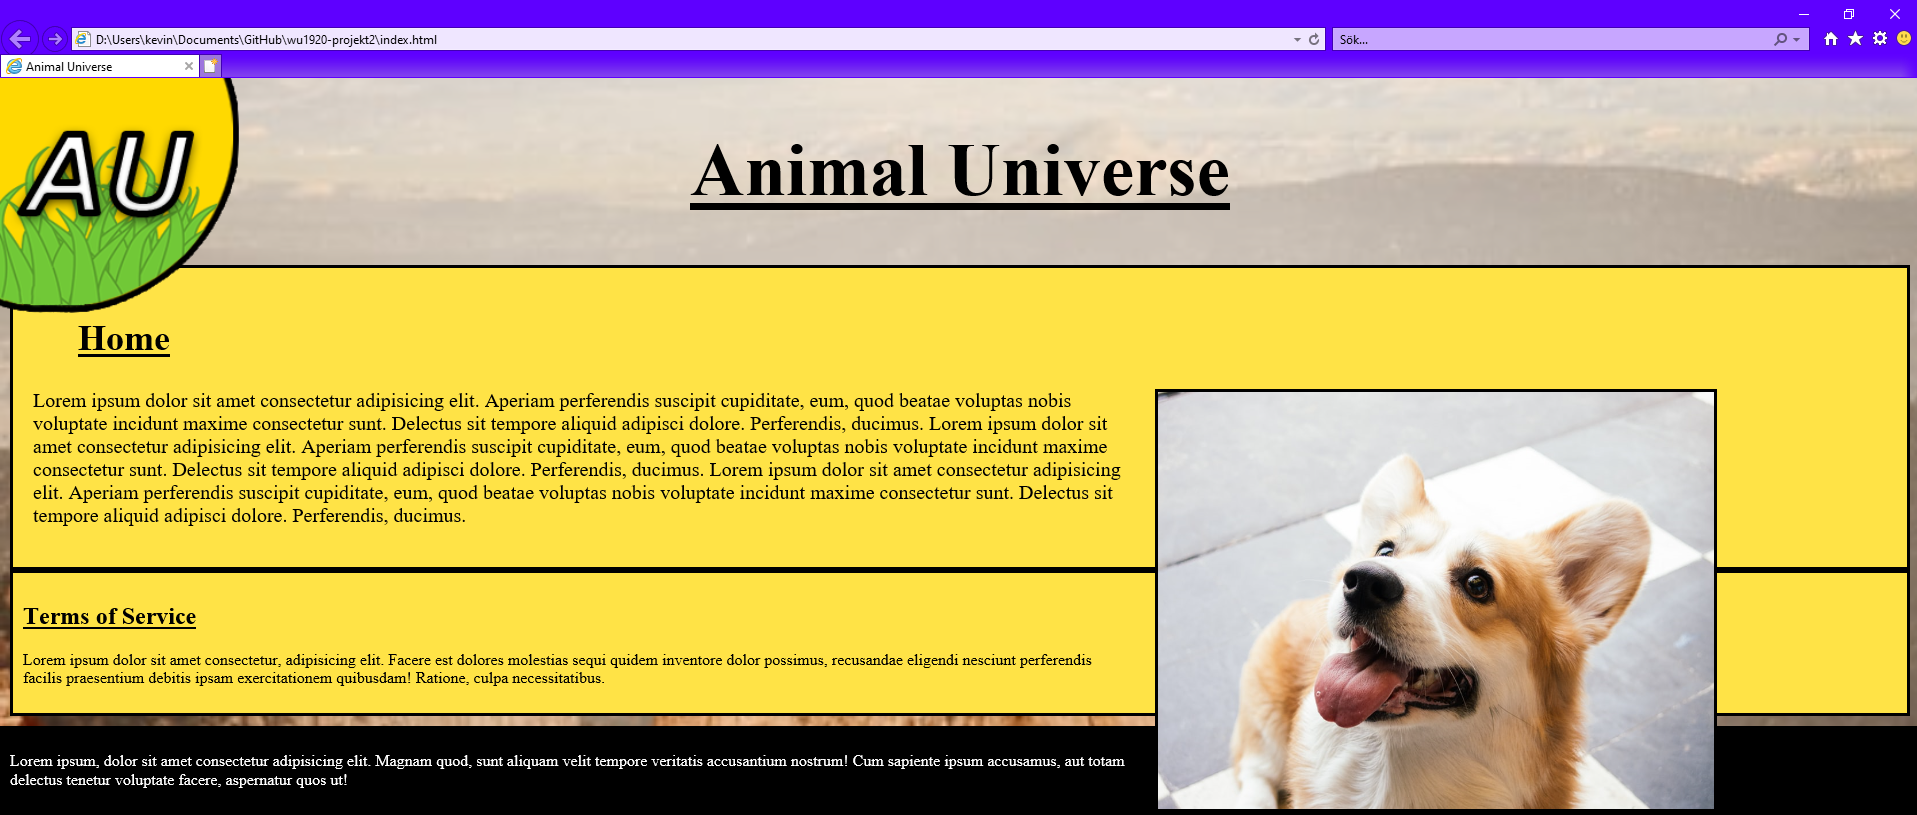 D:\Users\kevin\Documents\GitHub\wu1920-projekt2\index.html
Sök...
Animal Universe
AU
Animal Universe
Home
Lorem ipsum dolor sit amet consectetur adipisicing elit. Aperiam perferendis suscipit cupiditate, eum, quod beatae voluptas nobis
voluptate incidunt maxime consectetur sunt. Delectus sit tempore aliquid adipisci dolore. Perferendis, ducimus. Lorem ipsum dolor sit
amet consectetur adipisicing elit. Aperiam perferendis suscipit cupiditate, eum, quod beatae voluptas nobis voluptate incidunt maxime
consectetur sunt. Delectus sit tempore aliquid adipisci dolore. Perferendis, ducimus. Lorem ipsum dolor sit amet consectetur adipisicing
elit. Aperiam perferendis suscipit cupiditate, eum, quod beatae voluptas nobis voluptate incidunt maxime consectetur sunt. Delectus sit
tempore aliquid adipisci dolore. Perferendis, ducimus.
Terms of Service
Lorem ipsum dolor sit amet consectetur, adipisicing elit. Facere est dolores molestias sequi quidem inventore dolor possimus, recusandae eligendi nesciunt perferendis
facilis praesentium debitis ipsam exercitationem quibusdam! Ratione, culpa necessitatibus.
Lorem ipsum, dolor sit amet consectetur adipisicing elit. Magnam quod, sunt aliquam velit tempore veritatis accusantium nostrum! Cum sapiente ipsum accusamus, aut totam
delectus tenetur voluptate facere, aspernatur quos ut!